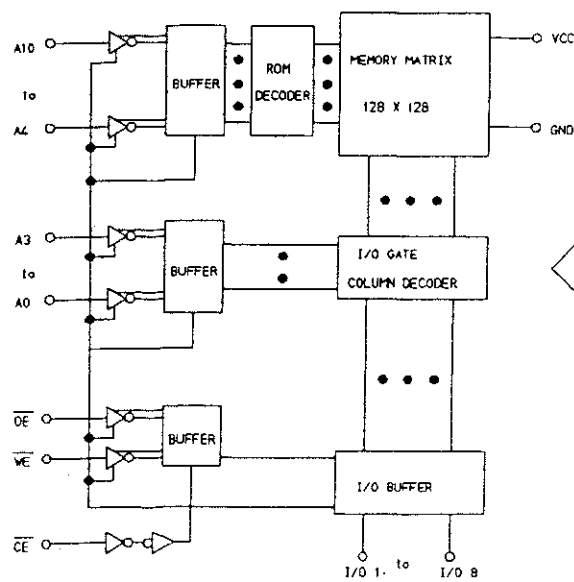 A10
to
A4
BUFFER
ROM
DECODER
MEMORY MATRIX
128 X 128
VCC
GND
A3
to
A0
BUFFER
I/O GATE
COLUMN DECODER
OE
WE
CE
BUFFER
I/O BUFFER
I/O 1. to I/O 8